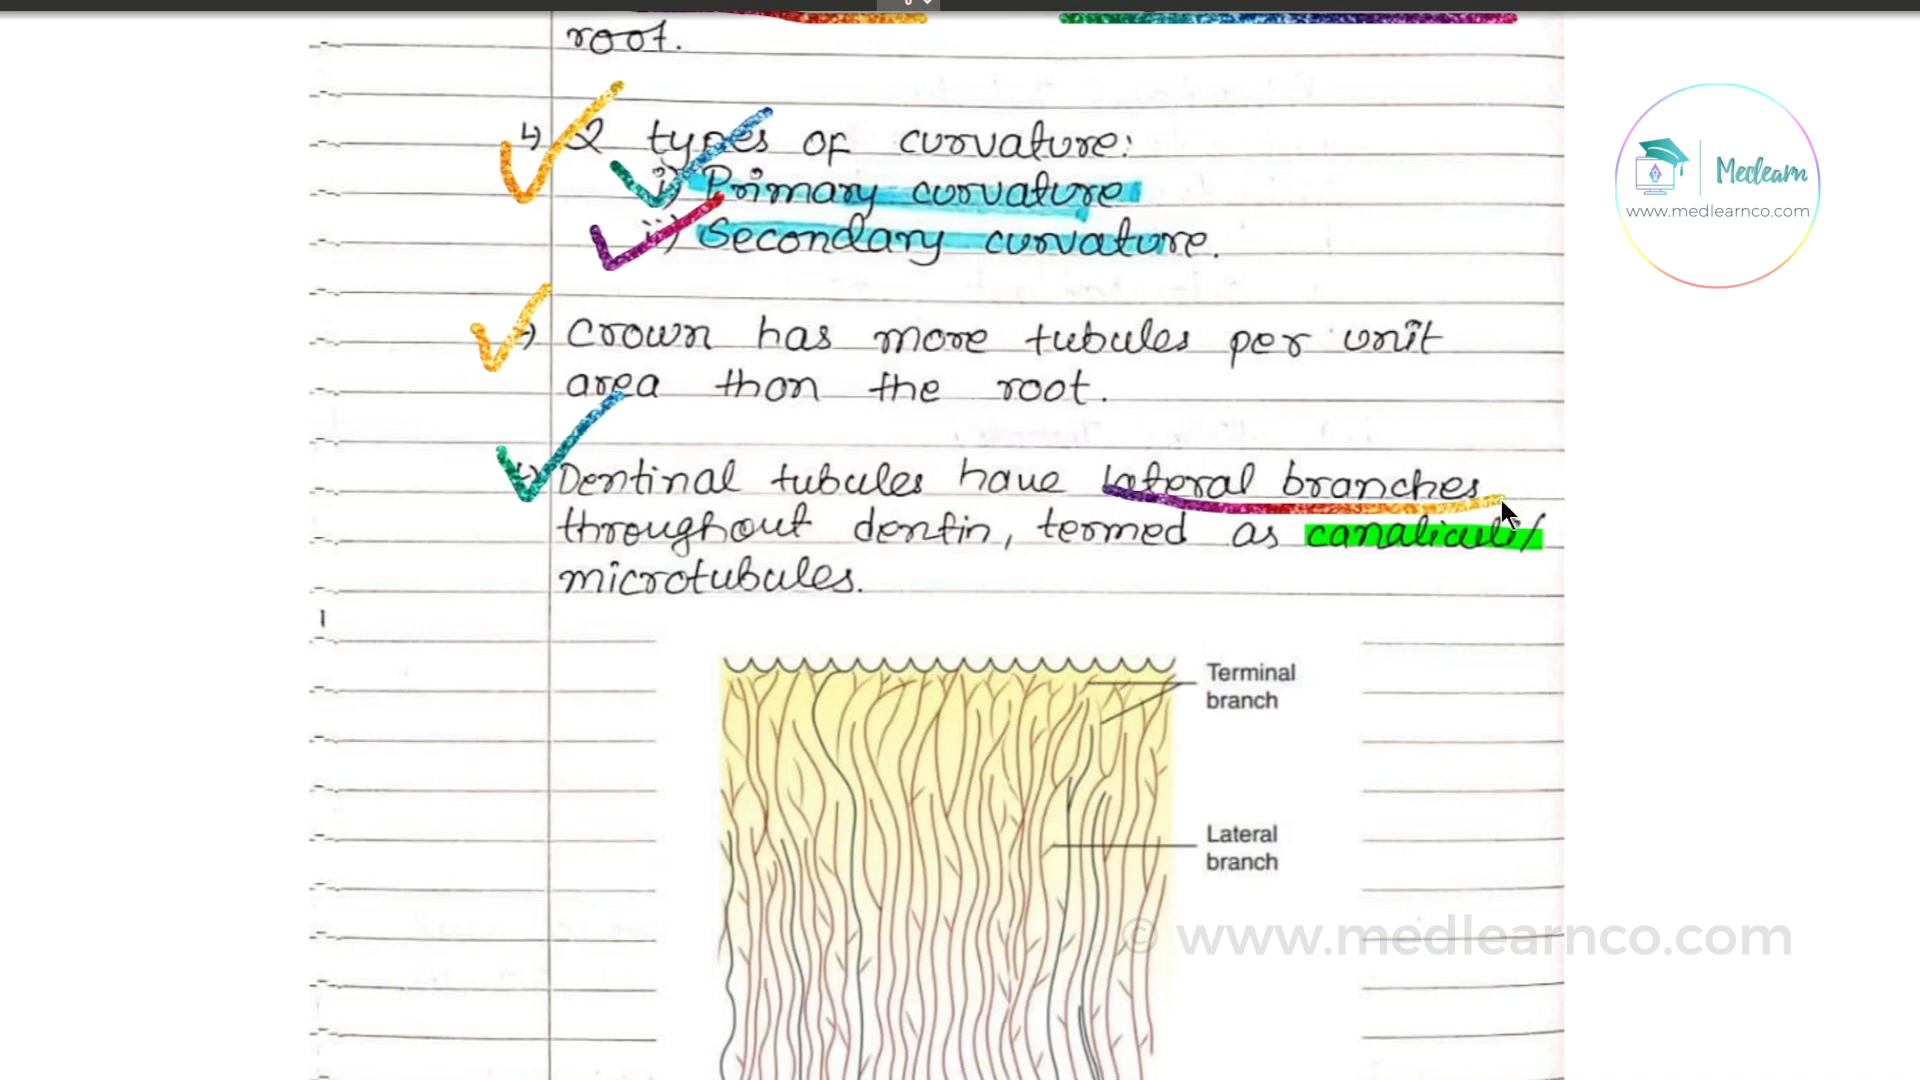 root.
↳ 2 types of curvature:
i) Primary curvature
ii) Secondary curvature.
Crown has more tubules per unit
area than the root.
Dentinal tubules have lateral branches
throughout dentin, termed as canaliculi/
microtubules.
Terminal
branch
Lateral
branch
Medlearn
www.medlearnco.com
© www.medlearnco.com